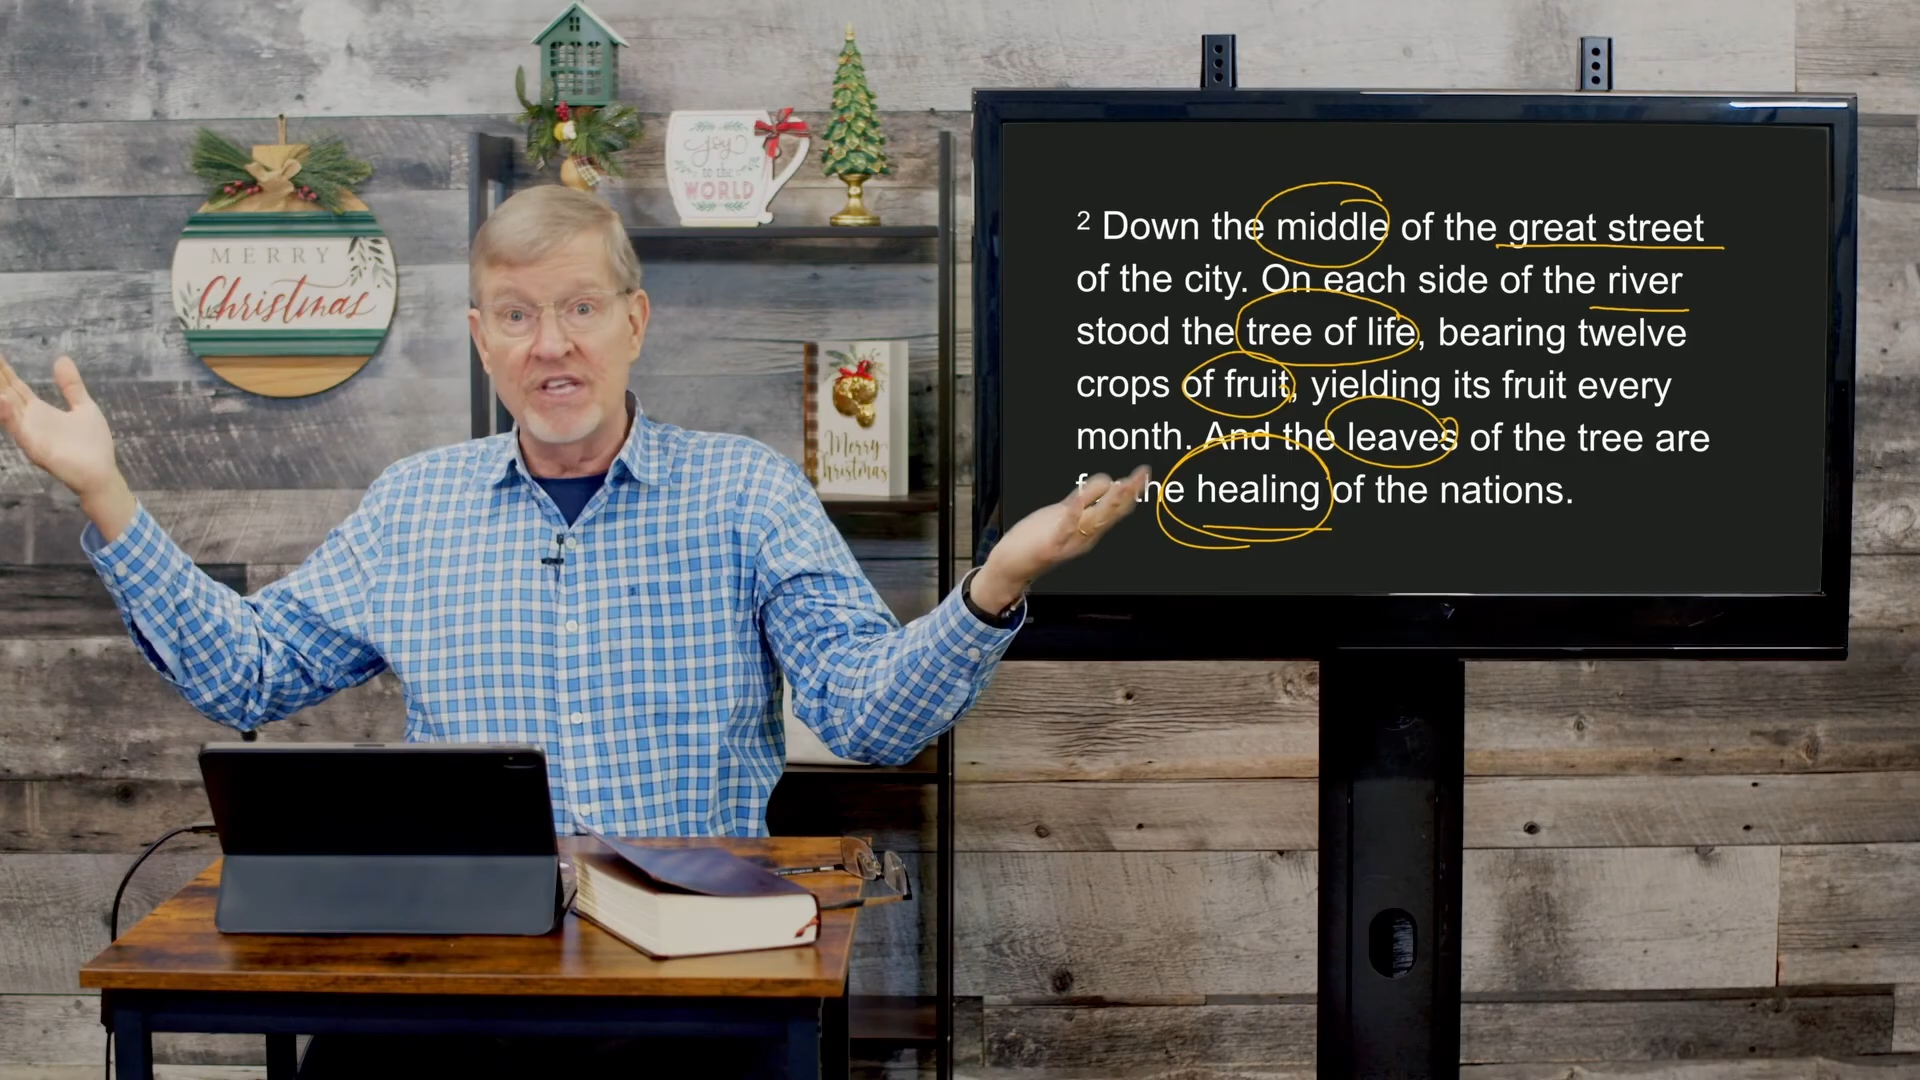 MERRY
Christmas
joy
to the
WORLD
Merry
Christmas
2 Down the middle of the great street
of the city. On each side of the river
stood the tree of life, bearing twelve
crops of fruit, yielding its fruit every
month. And the leaves of the tree are
the healing of the nations.